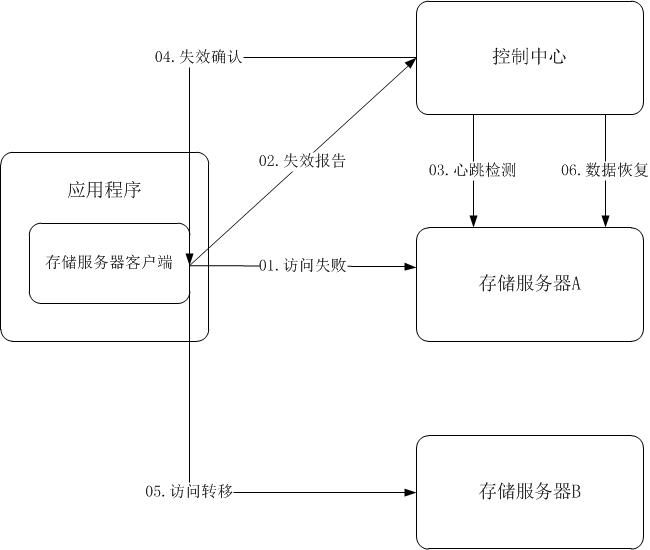 控制中心
04.失效确认
02.失效报告
03.心跳检测
06.数据恢复
应用程序
存储服务器客户端
01.访问失败
存储服务器A
05.访问转移
存储服务器B